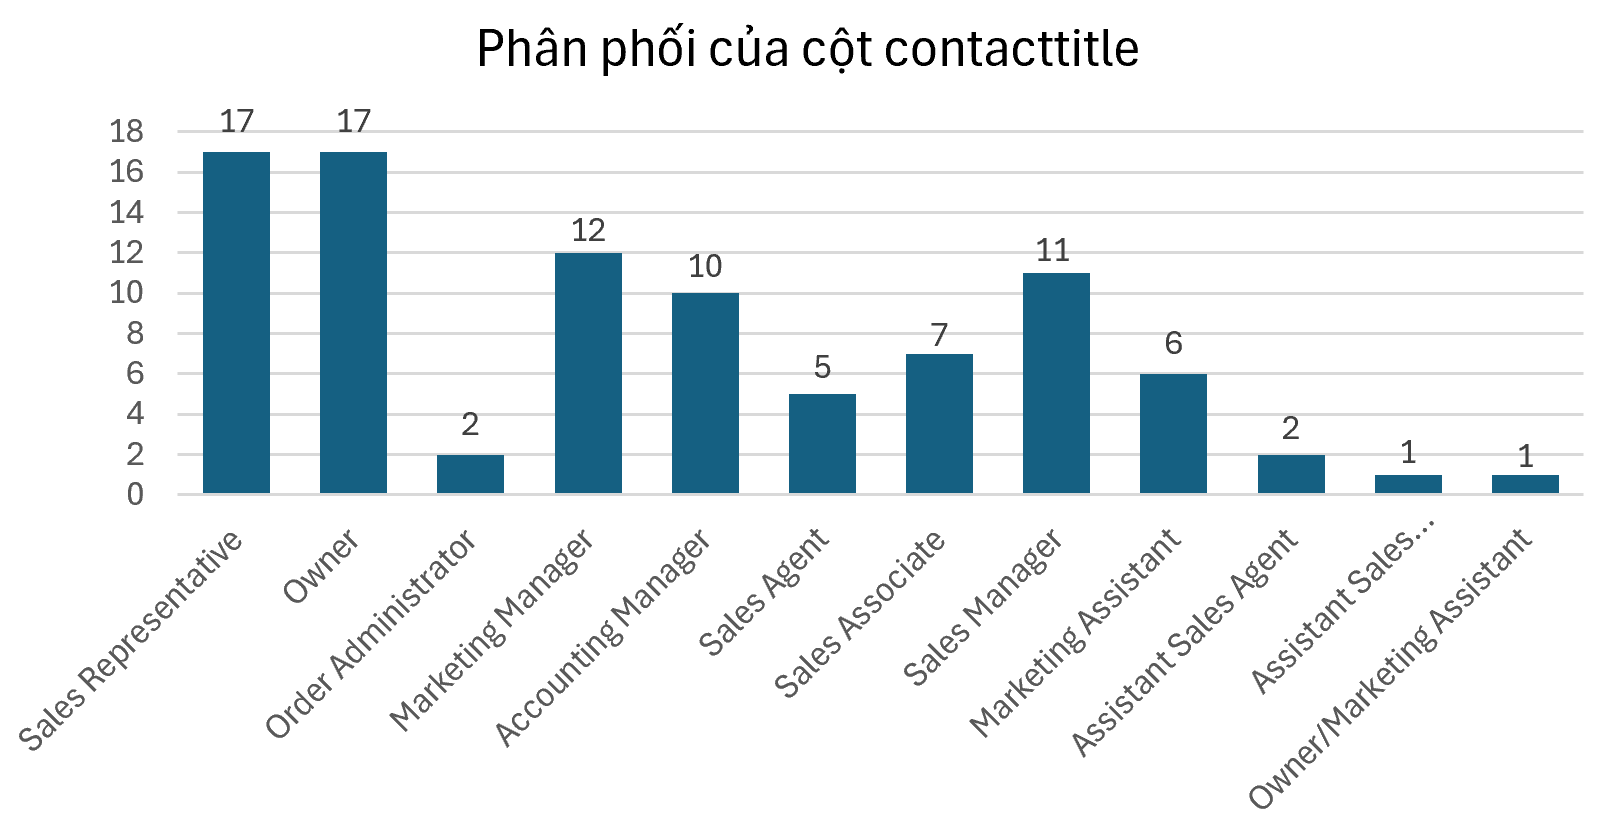 Phân phối của cột contacttitle
18
16
14
12
10
8
6
4
2
0
17
17
2
12
10
5
7
11
6
2
1
1
Sales Representative
Owner
Order Administrator
Marketing Manager
Accounting Manager
Sales Agent
Sales Associate
Sales Manager
Marketing Assistant
Assistant Sales Agent
Assistant Sales...
Owner/Marketing Assistant